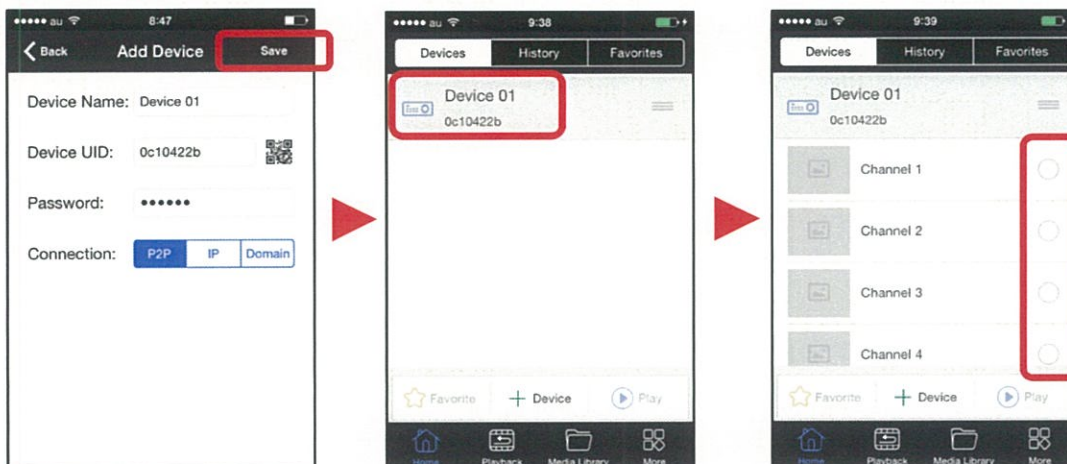 au 8:47
Back Add Device Save
Device Name: Device 01
Device UID: 0c10422b
Password: ••••••
Connection: P2P IP Domain
au 9:38
Devices History Favorites
Device 01
0c10422b
Favorite + Device Play
Home Playback Media Library More
au 9:39
Devices History Favorites
Device 01
0c10422b
Channel 1
Channel 2
Channel 3
Channel 4
Favorite + Device Play
Home Playback Media Library More